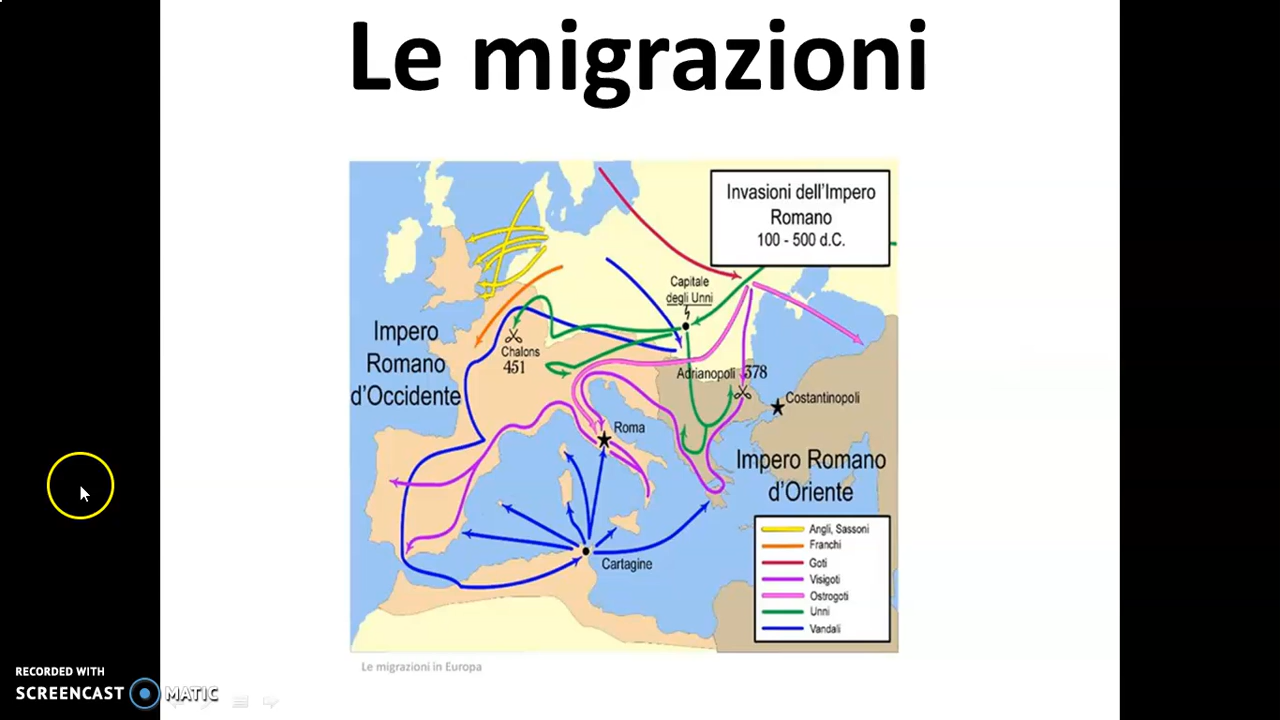 Le migrazioni
Invasioni dell'Impero
Romano
100 - 500 d.C.
Capitale
degli Unni
Impero
Romano
d'Occidente
Chalons
451
Adrianopoli 378
Costantinopoli
Roma
Impero Romano
d'Oriente
Cartagine
Angli, Sassoni
Franchi
Goti
Visigoti
Ostrogoti
Unni
Vandali
Le migrazioni in Europa
RECORDED WITH
SCREENCAST MATIC